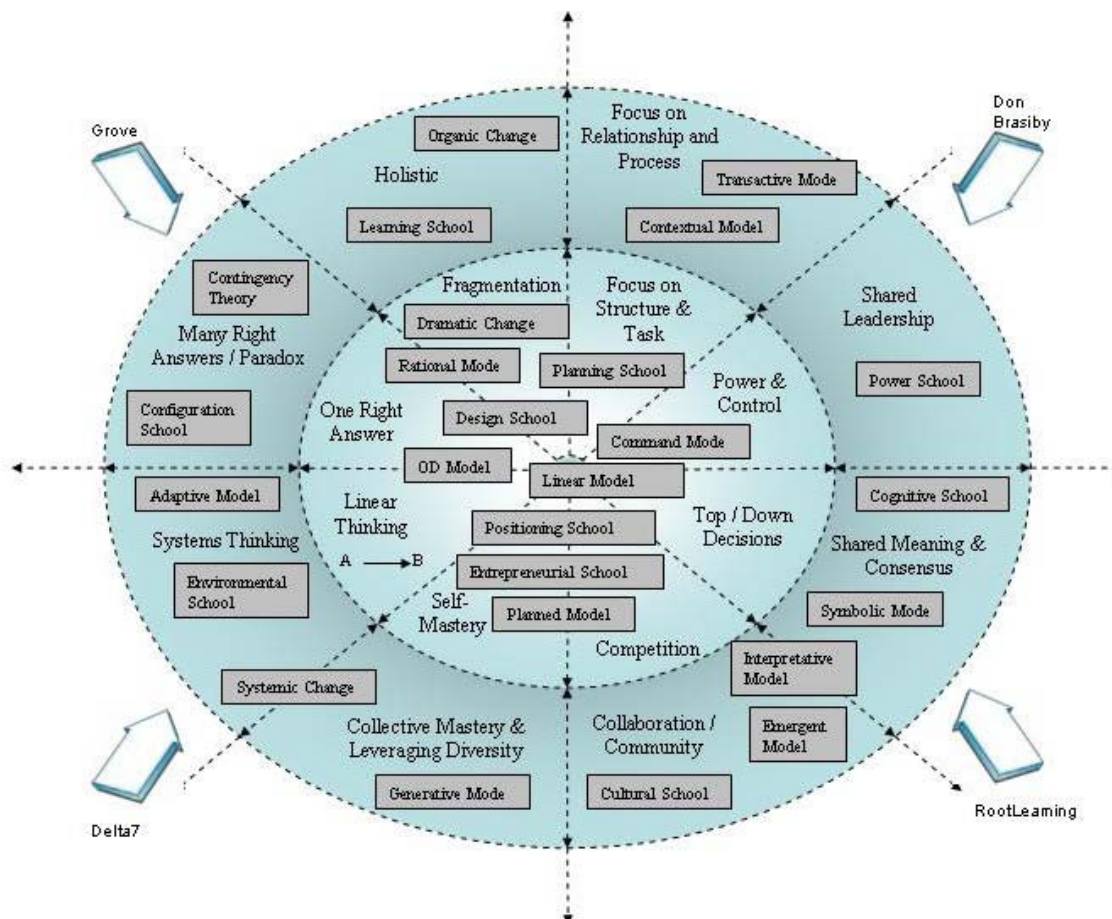 Grove
Don
Brasiby
Organic Change
Focus on
Relationship and
Process
Holistic
Transactive Mode
Learning School
Contextual Model
Contingency
Theory
Fragmentation
Focus on
Structure &
Task
Shared
Leadership
Many Right
Answers / Paradox
Dramatic Change
Rational Mode
Planning School
Power School
Power &
Control
Configuration
School
One Right
Answer
Design School
Command Mode
OD Model
Linear Model
Adaptive Model
Cognitive School
Linear
Thinking
Positioning School
Top / Down
Decisions
Systems Thinking
Shared Meaning &
Consensus
A
B
Entrepreneurial School
Environmental
School
Self-
Mastery
Planned Model
Symbolic Mode
Competition
Interpretative
Model
Systemic Change
Collective Mastery &
Leveraging Diversity
Collaboration /
Community
Emergent
Model
Generative Mode
Cultural School
Delta7
RootLearning